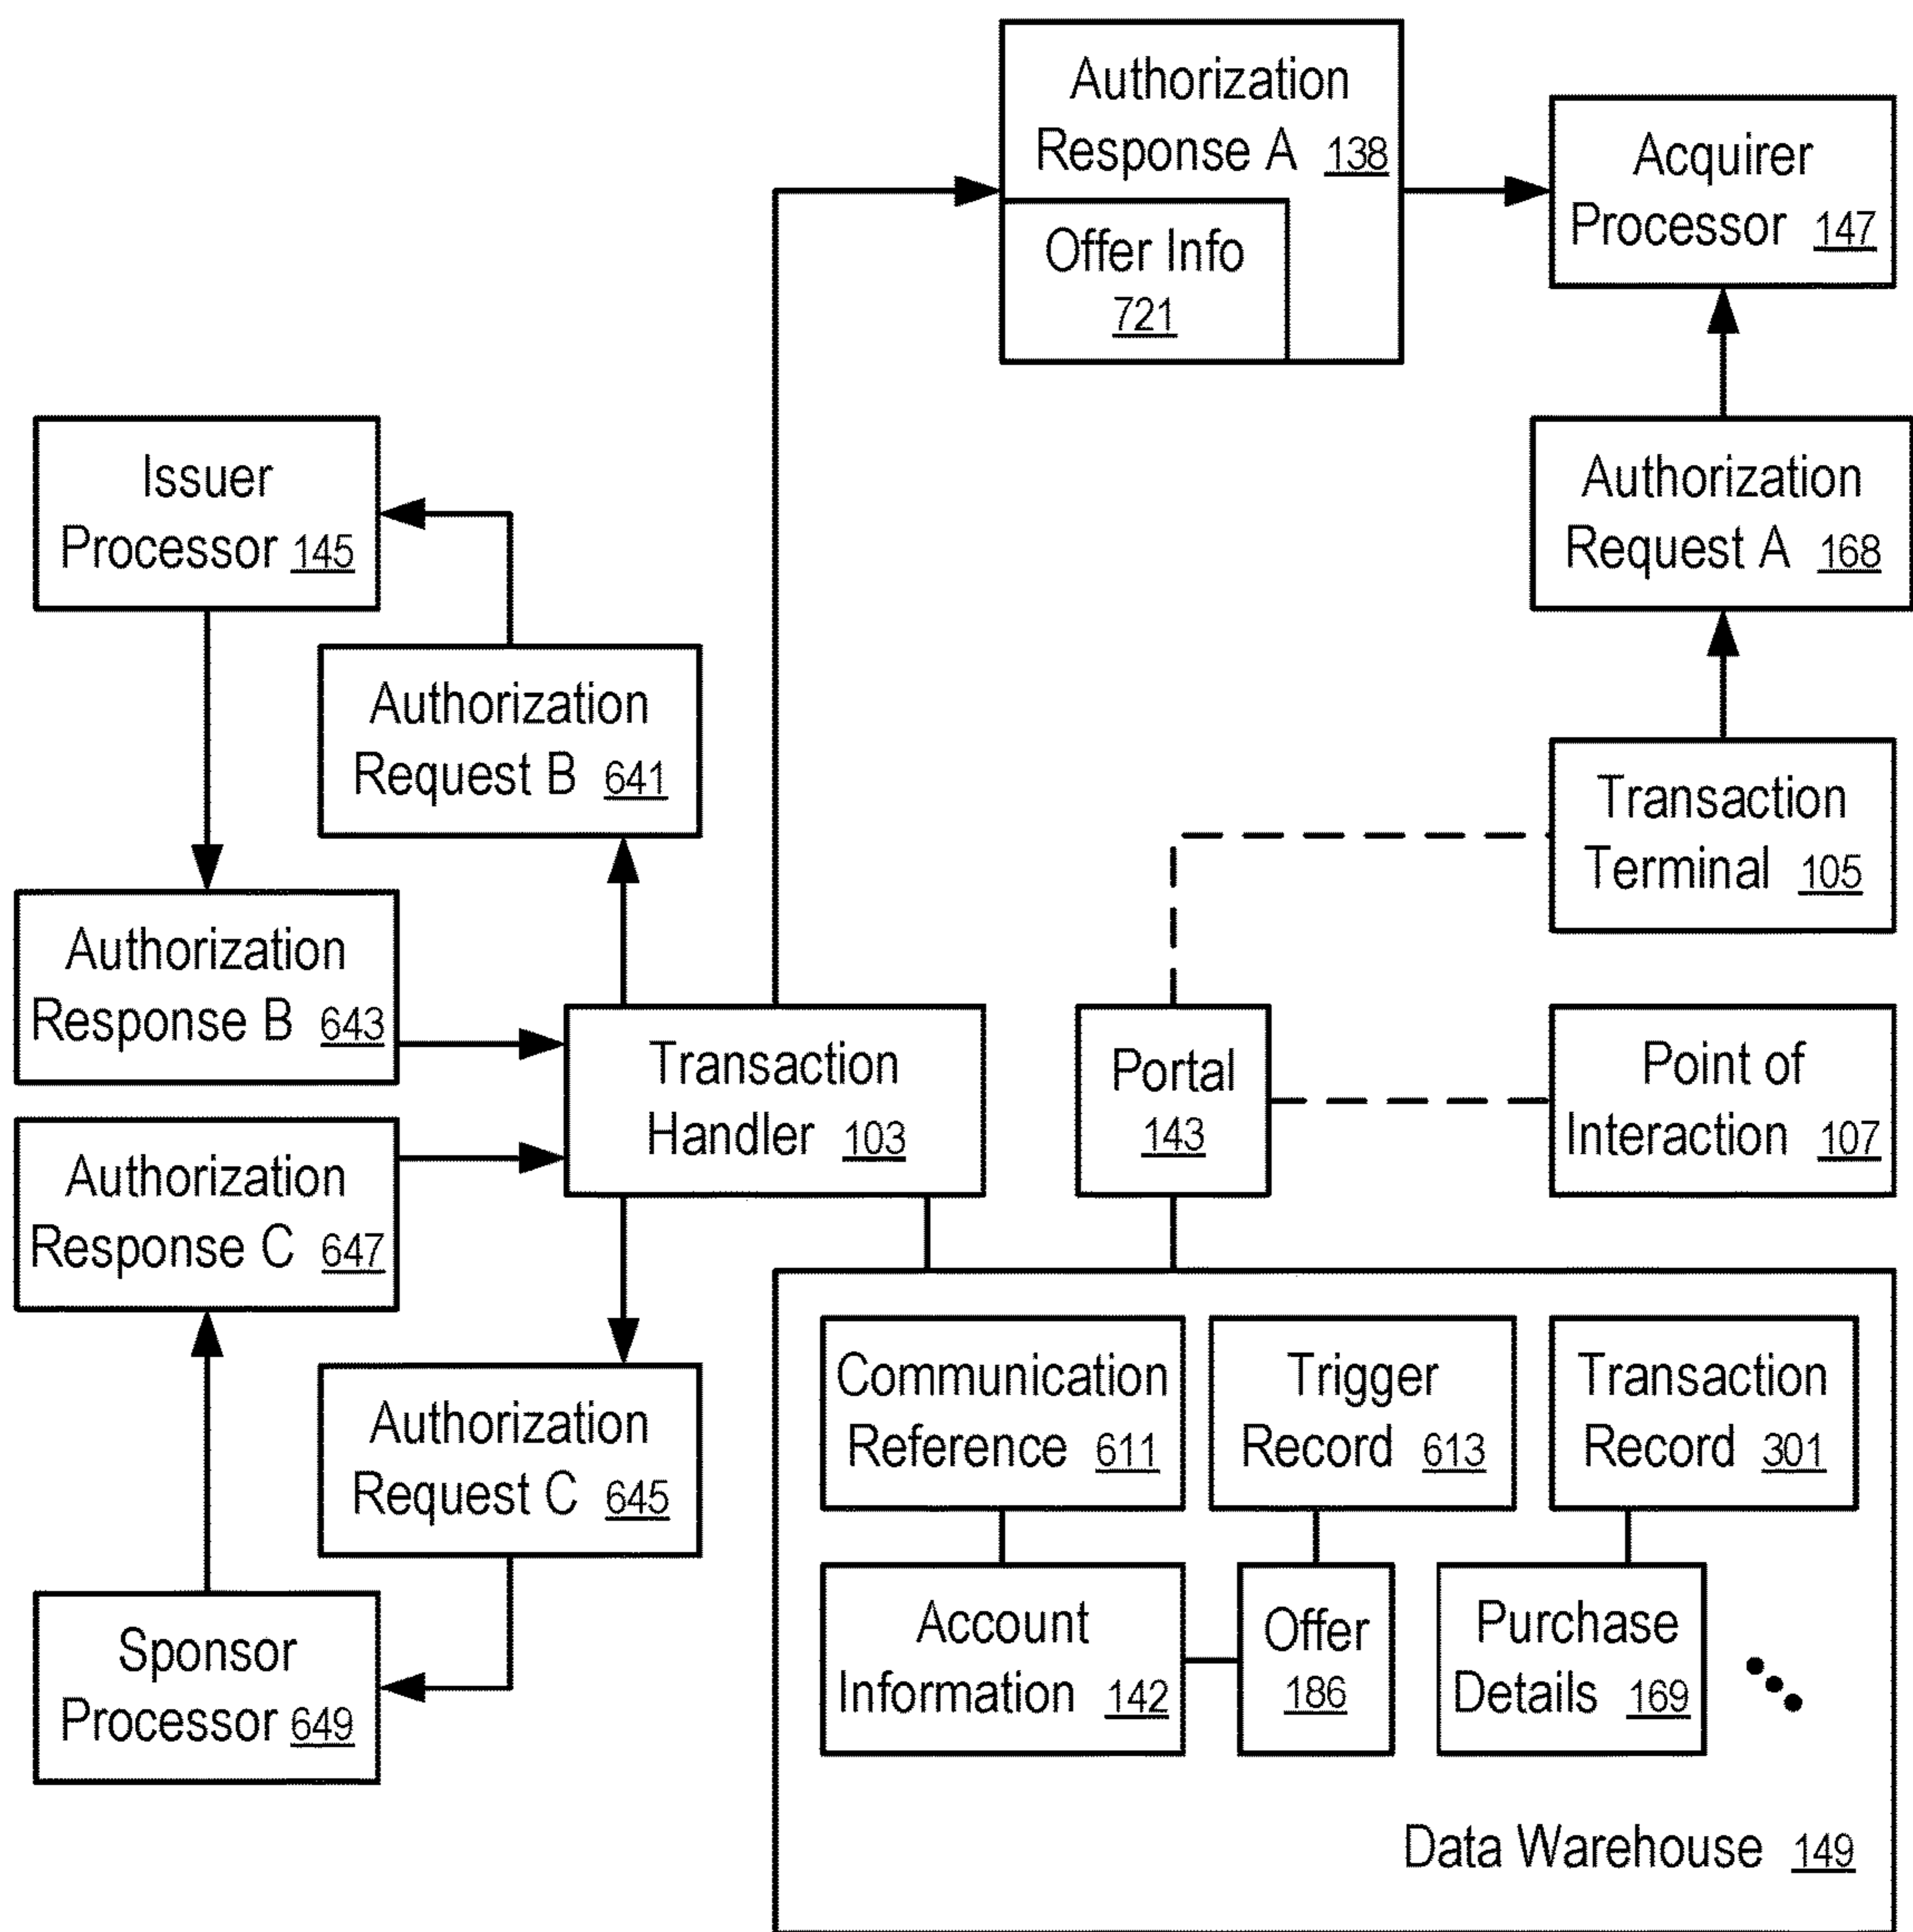 Authorization
Response A 138
Offer Info
721
Acquirer
Processor 147
Issuer
Processor 145
Authorization
Request A 168
Authorization
Request B 641
Transaction
Terminal 105
Authorization
Response B 643
Transaction
Handler 103
Portal
143
Point of
Interaction 107
Authorization
Response C 647
Authorization
Request C 645
Sponsor
Processor 649
Communication
Reference 611
Trigger
Record 613
Transaction
Record 301
Account
Information 142
Offer
186
Purchase
Details 169
Data Warehouse 149